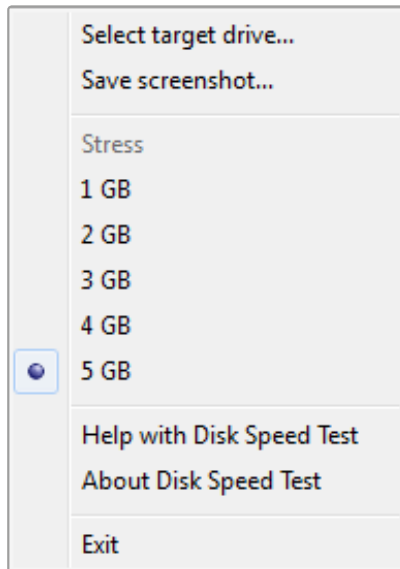 Select target drive...
Save screenshot...
Stress
1 GB
2 GB
3 GB
4 GB
5 GB
Help with Disk Speed Test
About Disk Speed Test
Exit